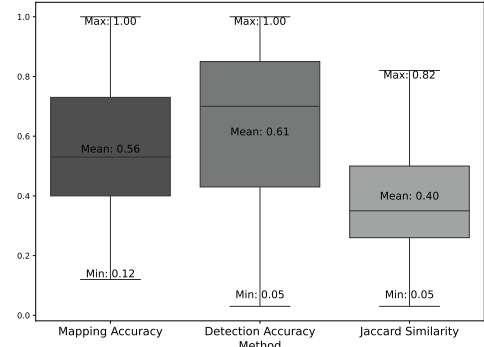 1.0
0.8
0.6
0.4
0.2
0.0
Max: 1.00
Mean: 0.56
Min: 0.12
Max: 1.00
Mean: 0.61
Min: 0.05
Max: 0.82
Mean: 0.40
Min: 0.05
Mapping Accuracy
Detection Accuracy
Jaccard Similarity
Method